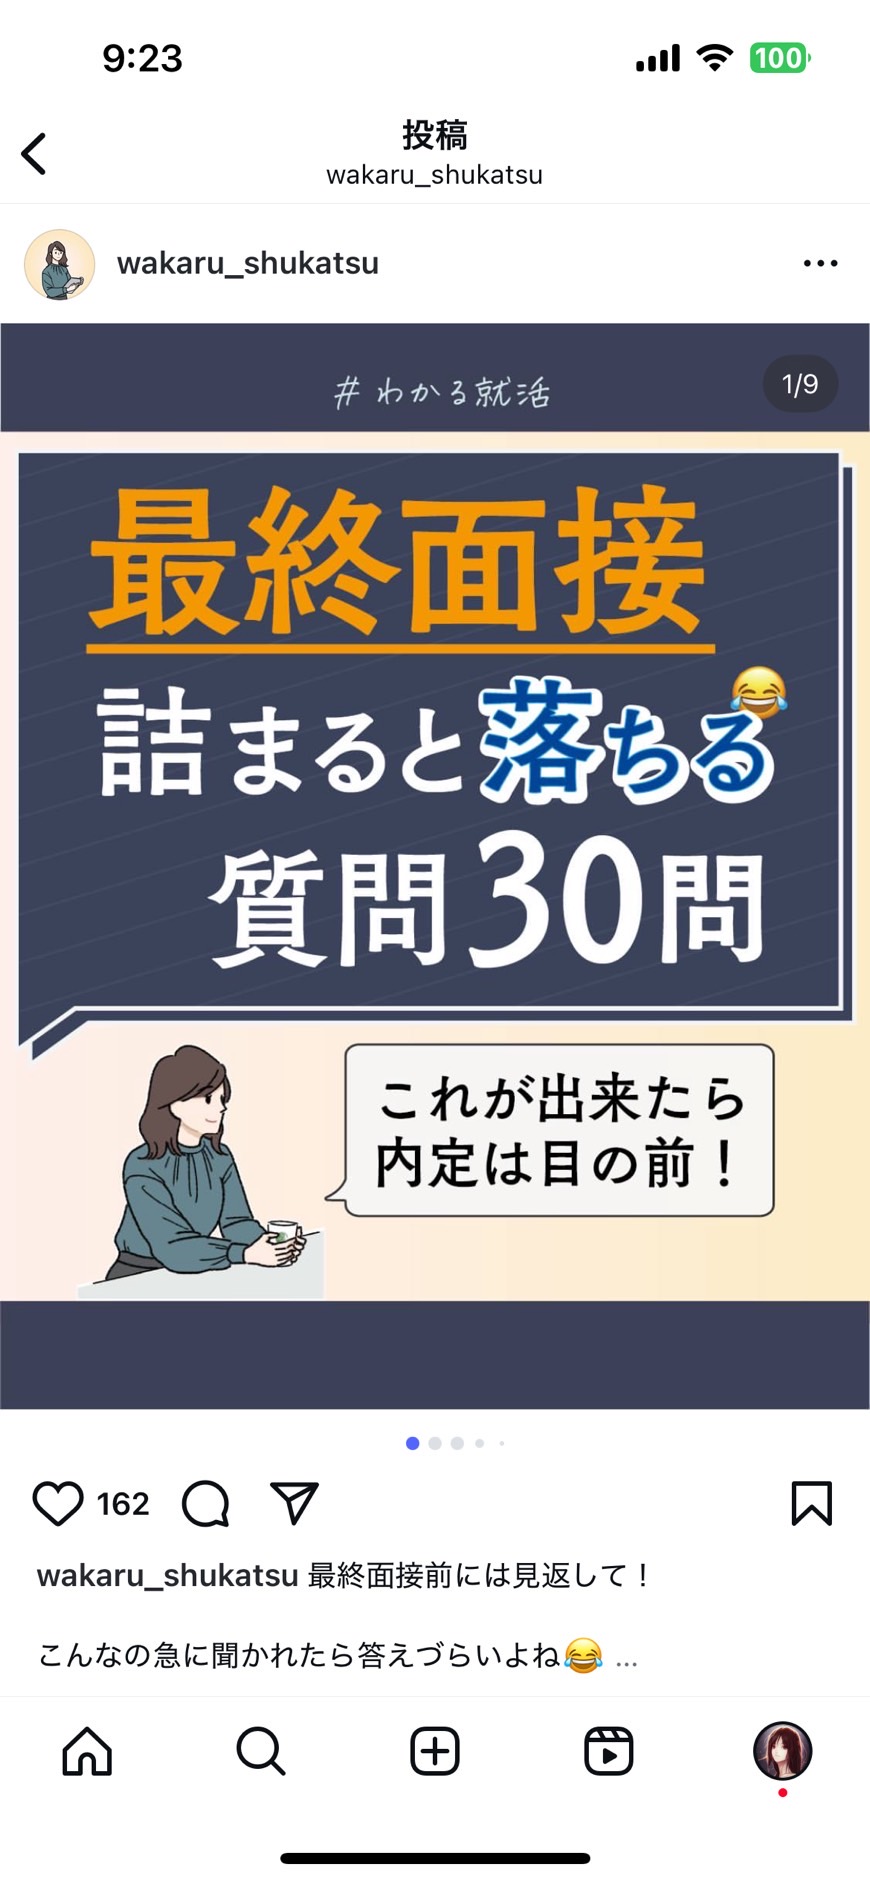 9:23
100
投稿
wakaru_shukatsu
wakaru_shukatsu
# わかる就活
1/9
最終面接
詰まると落ちる😂
質問30問
これが出来たら
内定は目の前！
162
wakaru_shukatsu 最終面接前には見返して！
こんなの急に聞かれたら答えづらいよね😂 ...